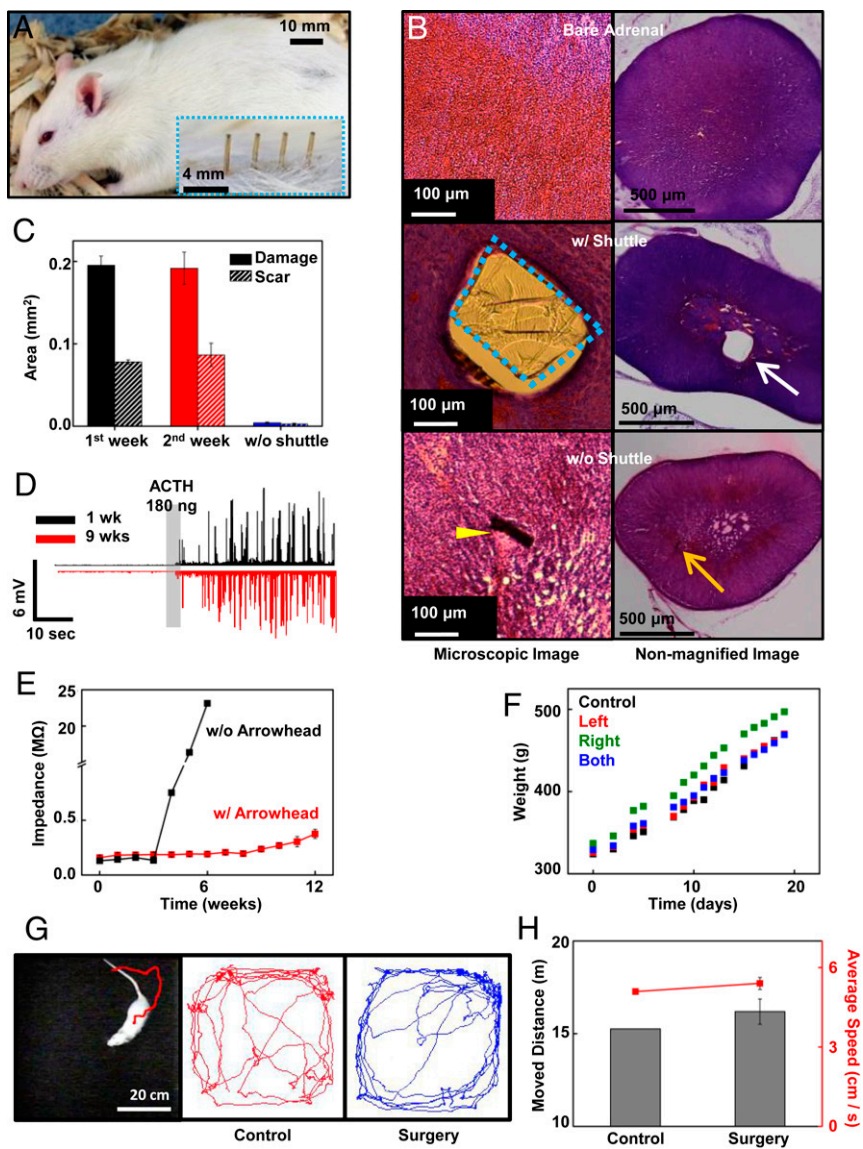 A
10 mm
4 mm
B
Bare Adrenal
100 µm
500 µm
w/ Shuttle
100 µm
500 µm
w/o Shuttle
100 µm
500 µm
Microscopic Image
Non-magnified Image
C
Damage
Scar
Area (mm²)
0.2
0.1
0.0
1st week
2nd week
w/o shuttle
D
ACTH
180 ng
1 wk
9 wks
6 mV
10 sec
E
Impedance (MΩ)
25
20
0.5
0.0
w/o Arrowhead
w/ Arrowhead
0
6
12
Time (weeks)
F
Control
Left
Right
Both
Weight (g)
500
400
300
0
10
20
Time (days)
G
20 cm
Control
Surgery
H
Moved Distance (m)
20
15
10
Control
Surgery
6
3
0
Average Speed (cm / s)